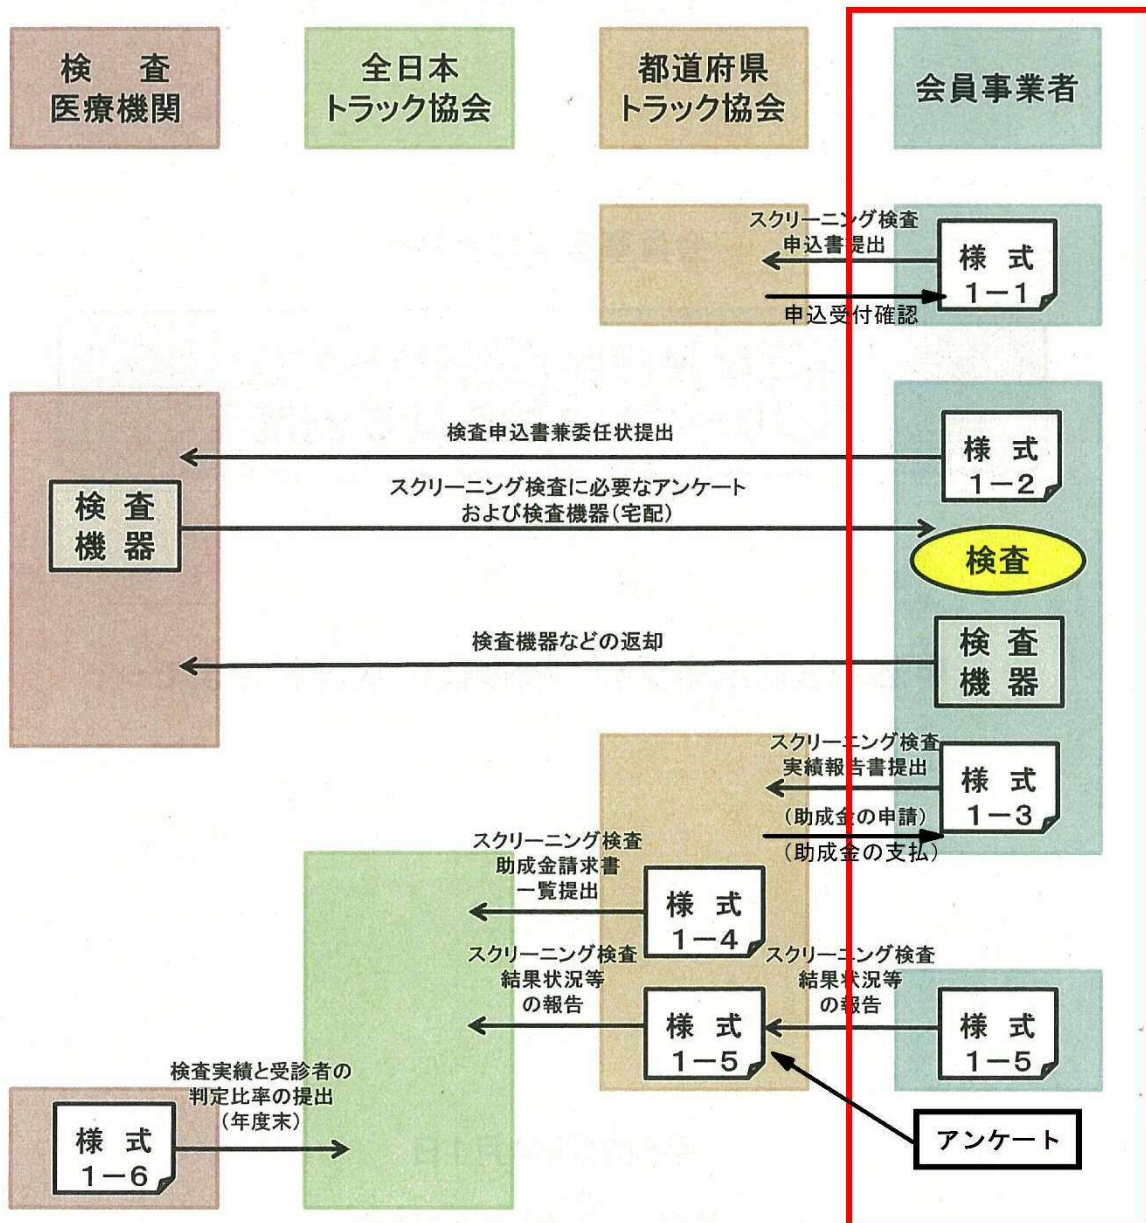 検　査
医療機関
全日本
トラック協会
都道府県
トラック協会
会員事業者
スクリーニング検査
申込書提出
様　式
1－1
申込受付確認
検査申込書兼委任状提出
様　式
1－2
スクリーニング検査に必要なアンケート
および検査機器(宅配)
検　査
機　器
検査
検査機器などの返却
検　査
機　器
スクリーニング検査
実績報告書提出
様　式
1－3
(助成金の申請)
(助成金の支払)
スクリーニング検査
助成金請求書
一覧提出
様　式
1－4
スクリーニング検査
結果状況等
の報告
様　式
1－5
スクリーニング検査
結果状況等
の報告
様　式
1－5
検査実績と受診者の
判定比率の提出
(年度末)
様　式
1－6
アンケート